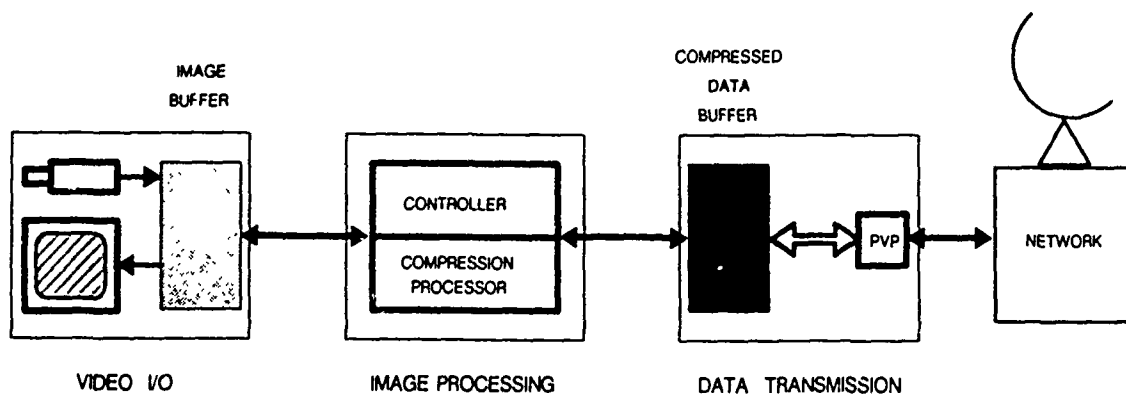 IMAGE
BUFFER
COMPRESSED
DATA
BUFFER
CONTROLLER
COMPRESSION
PROCESSOR
PVP
NETWORK
VIDEO I/O
IMAGE PROCESSING
DATA TRANSMISSION